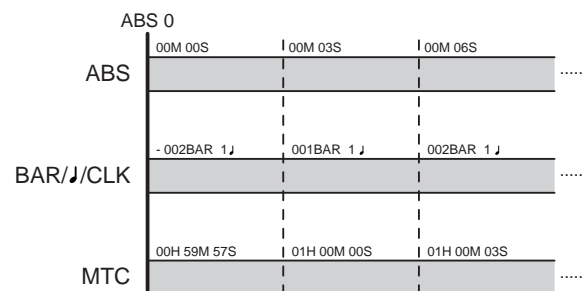 ABS 0
00M 00S 00M 03S 00M 06S
ABS .....
- 002BAR 1♩ 001BAR 1♩ 002BAR 1♩
BAR/♩/CLK .....
00H 59M 57S 01H 00M 00S 01H 00M 03S
MTC .....